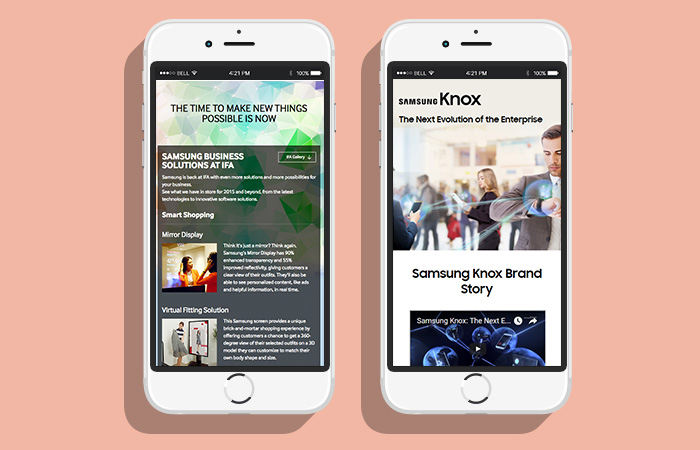 BELL 4:21 PM 100%
THE TIME TO MAKE NEW THINGS
POSSIBLE IS NOW
SAMSUNG BUSINESS
SOLUTIONS AT IFA
IFA Gallery
Samsung is back at IFA with even more solutions and more possibilities for
your business.
See what we have in store for 2015 and beyond, from the latest
technologies to innovative software solutions.
Smart Shopping
Mirror Display
Think it's just a mirror? Think again,
Samsung's Mirror Display has 90%
enhanced transparency and 55%
improved reflectivity, giving customers a
clear view of their outfits. They'll also be
able to see personalized content, like ads
and helpful information, in real time.
Virtual Fitting Solution
This Samsung screen provides a unique
brick-and-mortar shopping experience by
offering customers a chance to get a 360-
degree view of their selected outfits on a 3D
model they can customize to match their
own body shape and size.
BELL 4:21 PM 100%
SAMSUNG Knox
The Next Evolution of the Enterprise
Samsung Knox Brand
Story
Samsung Knox: The Next E...